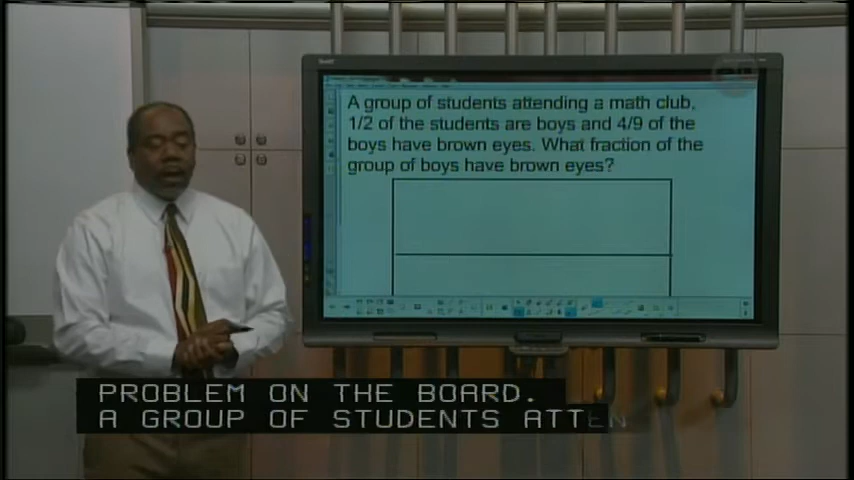 A group of students attending a math club,
1/2 of the students are boys and 4/9 of the
boys have brown eyes. What fraction of the
group of boys have brown eyes?
PROBLEM ON THE BOARD.
A GROUP OF STUDENTS ATTEN